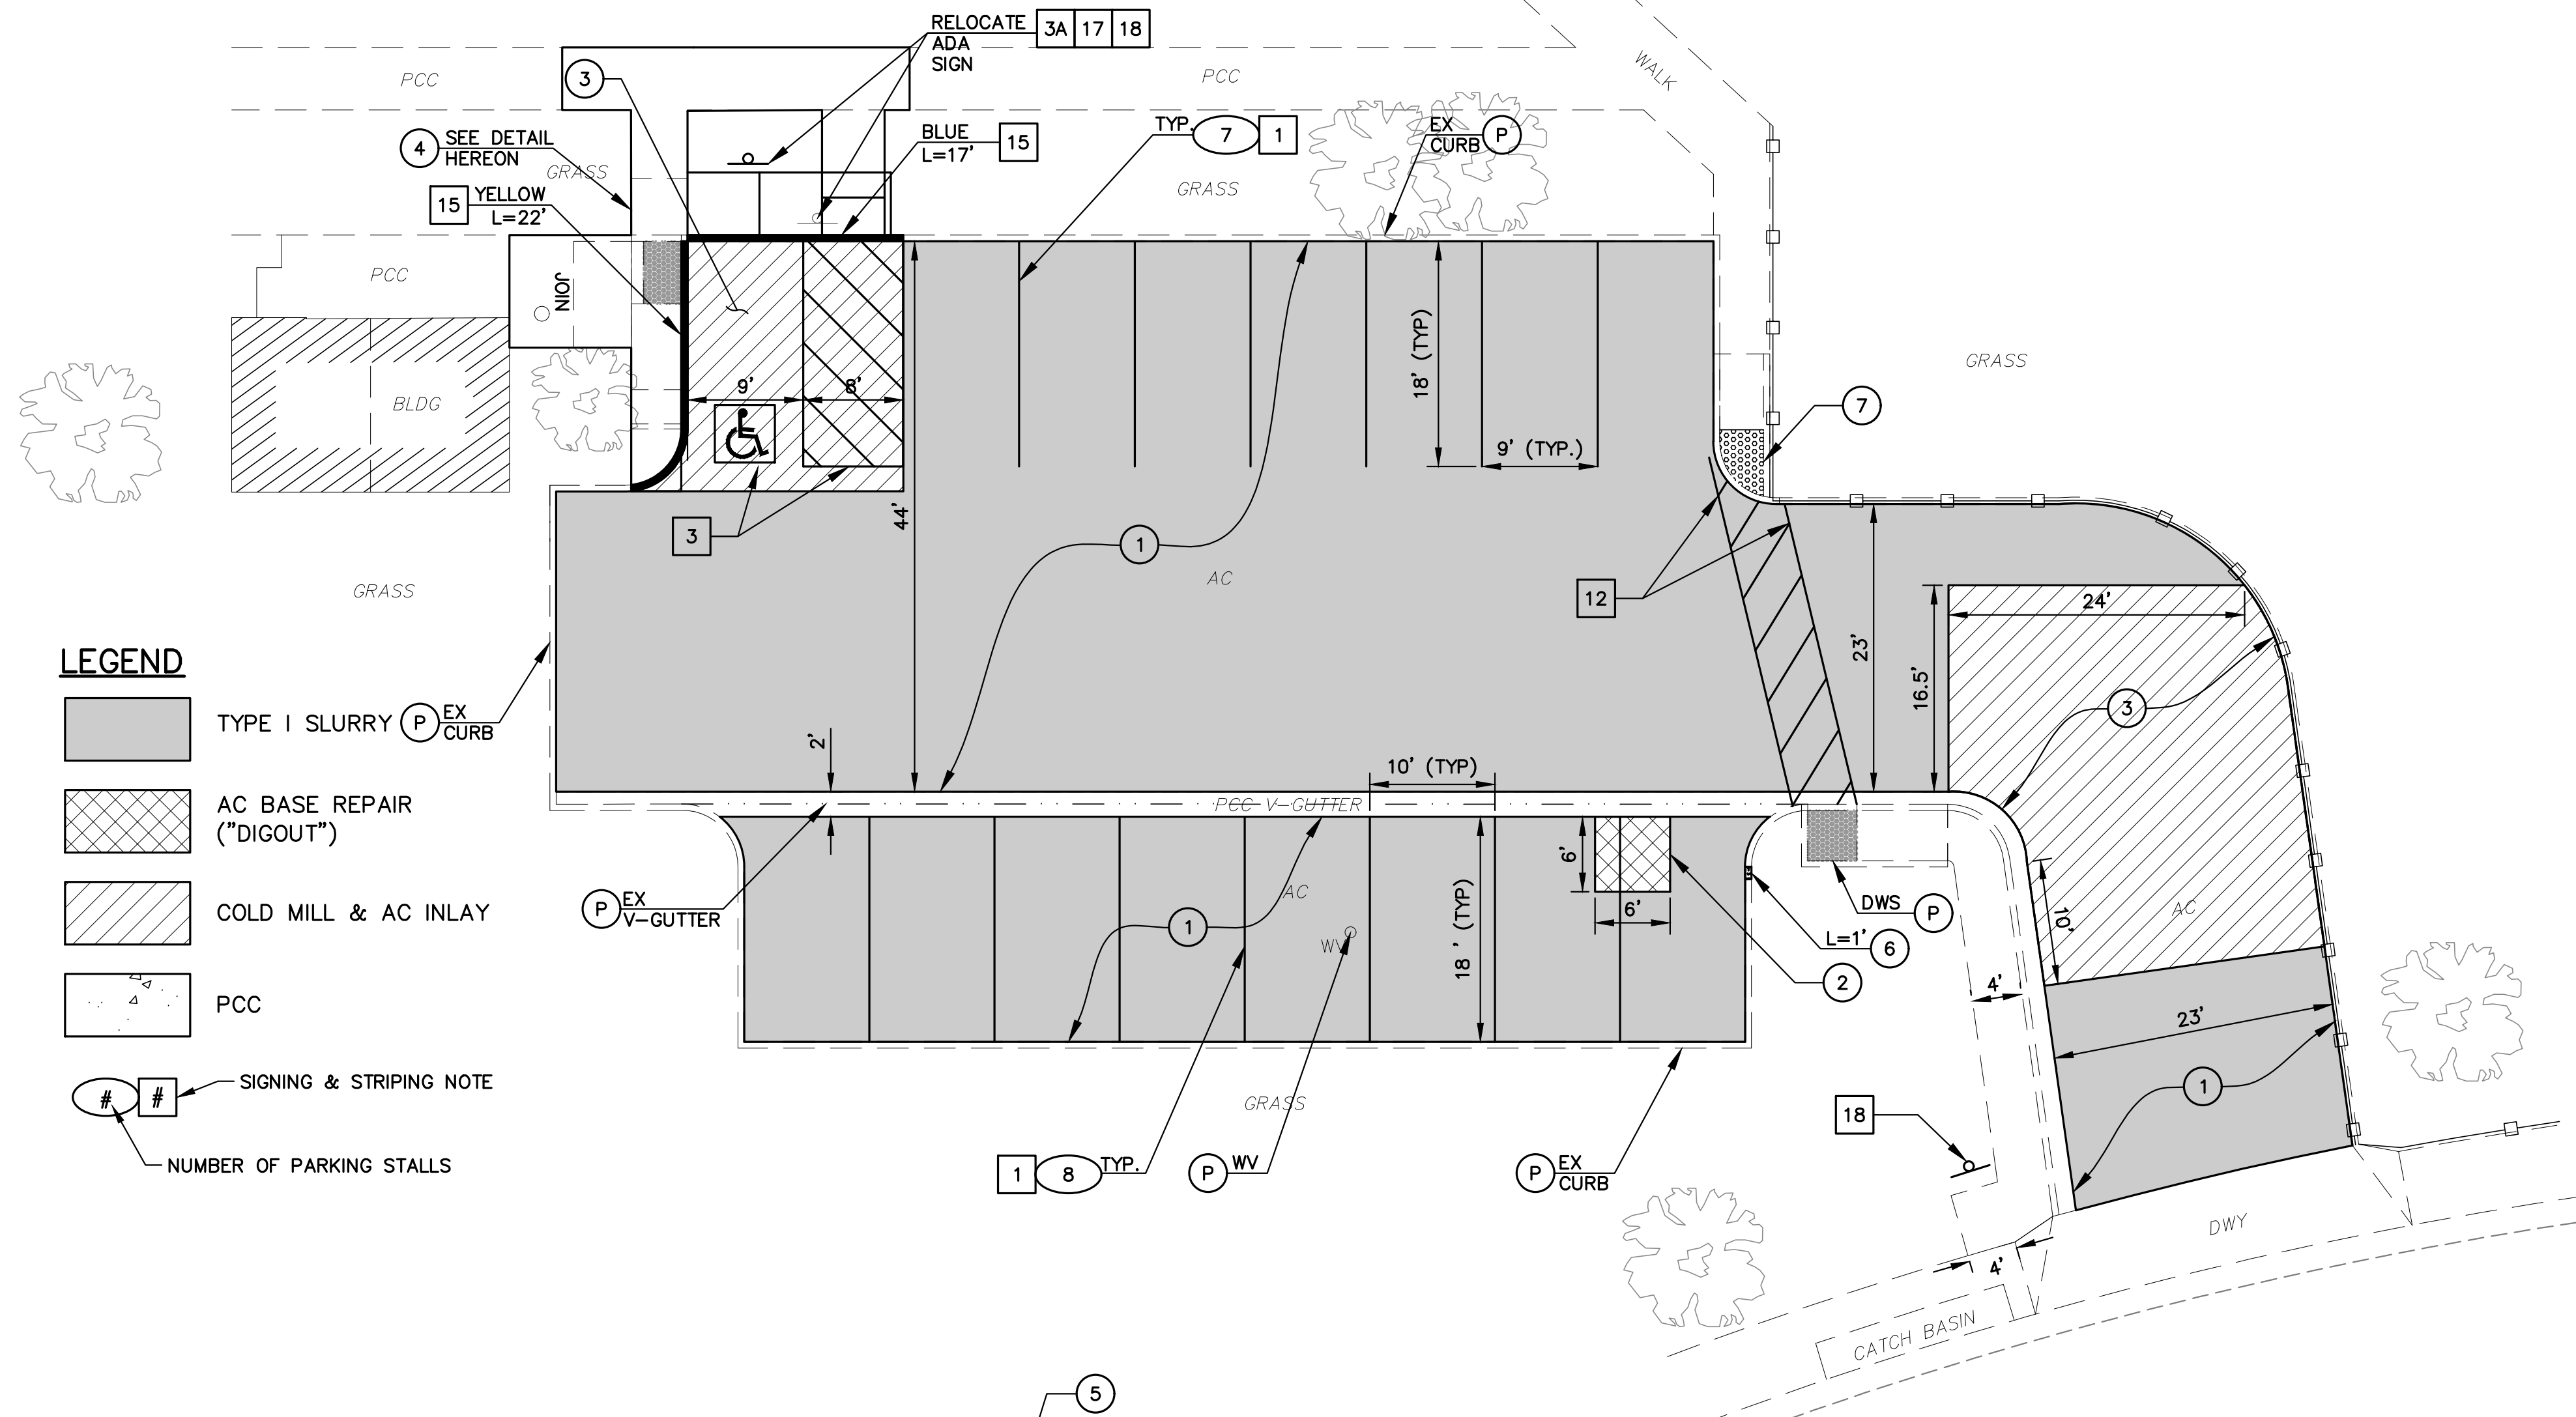 RELOCATE 3A 17 18
ADA
SIGN
PCC
3
PCC
WALK
4 SEE DETAIL
HEREON
GRASS
BLUE
L=17' 15
TYP. 7 1
EX
CURB P
GRASS
15 YELLOW
L=22'
PCC
JOIN
BLDG
9'
8'
18' (TYP)
9' (TYP.)
GRASS
7
3
44'
1
AC
12
23'
24'
16.5'
3
GRASS
LEGEND
TYPE I SLURRY
P EX
CURB
AC BASE REPAIR
("DIGOUT")
COLD MILL & AC INLAY
PCC
# # SIGNING & STRIPING NOTE
NUMBER OF PARKING STALLS
2'
10' (TYP)
PCC V-GUTTER
P EX
V-GUTTER
1
AC
WV
18 ' (TYP)
6'
6'
DWS P
L=1' 6
2
10'
AC
4'
23'
1
GRASS
1 8 TYP.
P WV
P EX
CURB
18
DWY
4'
CATCH BASIN
5